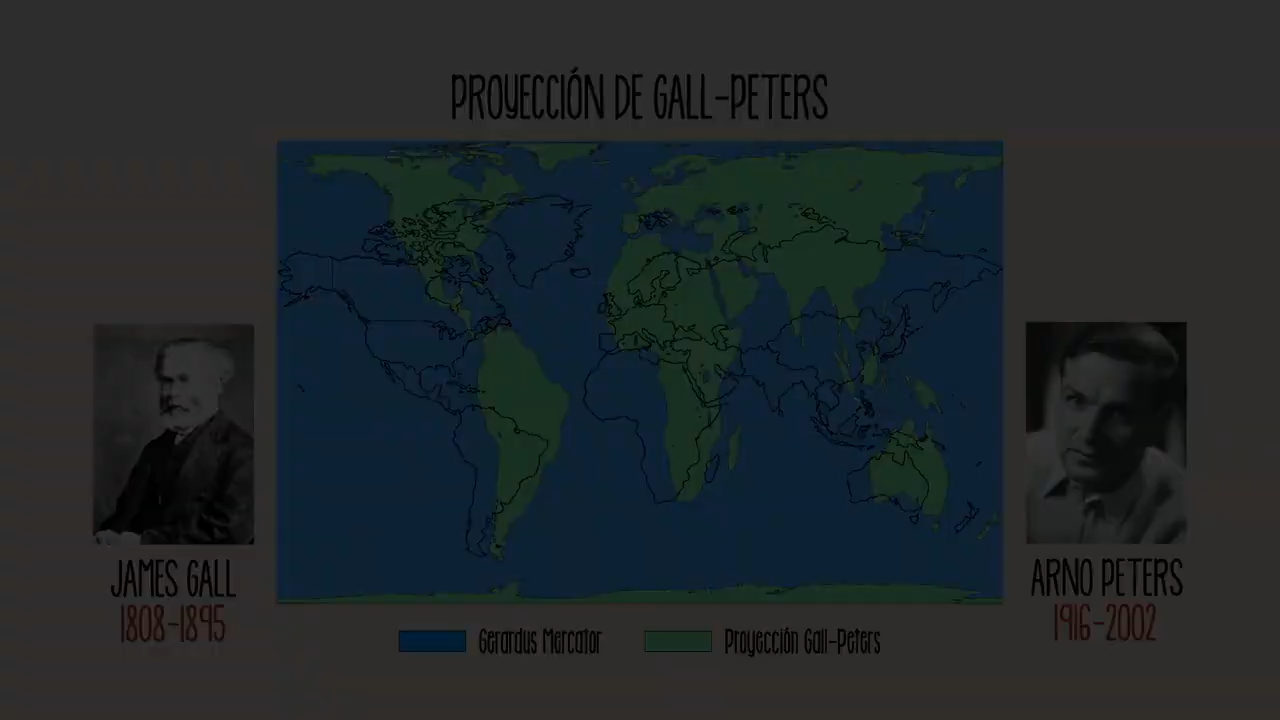 PROYECCIÓN DE GALL-PETERS
JAMES GALL
1808-1895
ARNO PETERS
1916-2002
Gerardus Mercator
Proyección Gall-Peters